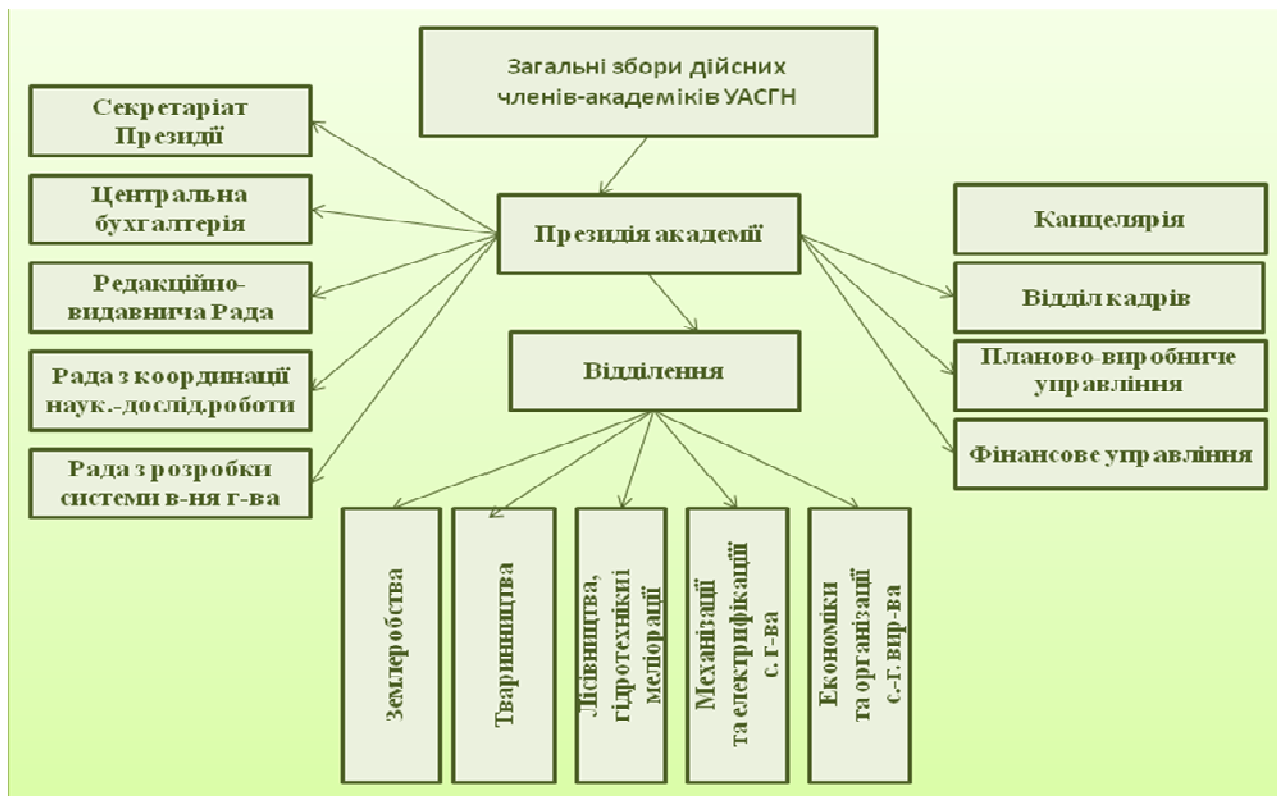 Загальні збори дійсних
членів-академіків УАСГН
Секретаріат
Президії
Центральна
бухгалтерія
Редакційно-
видавнича Рада
Рада з координації
наук.-дослід.роботи
Рада з розробки
системи в-ня г-ва
Президія академії
Відділення
Канцелярія
Відділ кадрів
Планово-виробниче
управління
Фінансове управління
Землеробства
Тваринництва
Лісівництва,
гідротехніки і
меліорації
Механізації
та електрифікації
с. г-ва
Економіки
та організації
с.-г. вир-ва